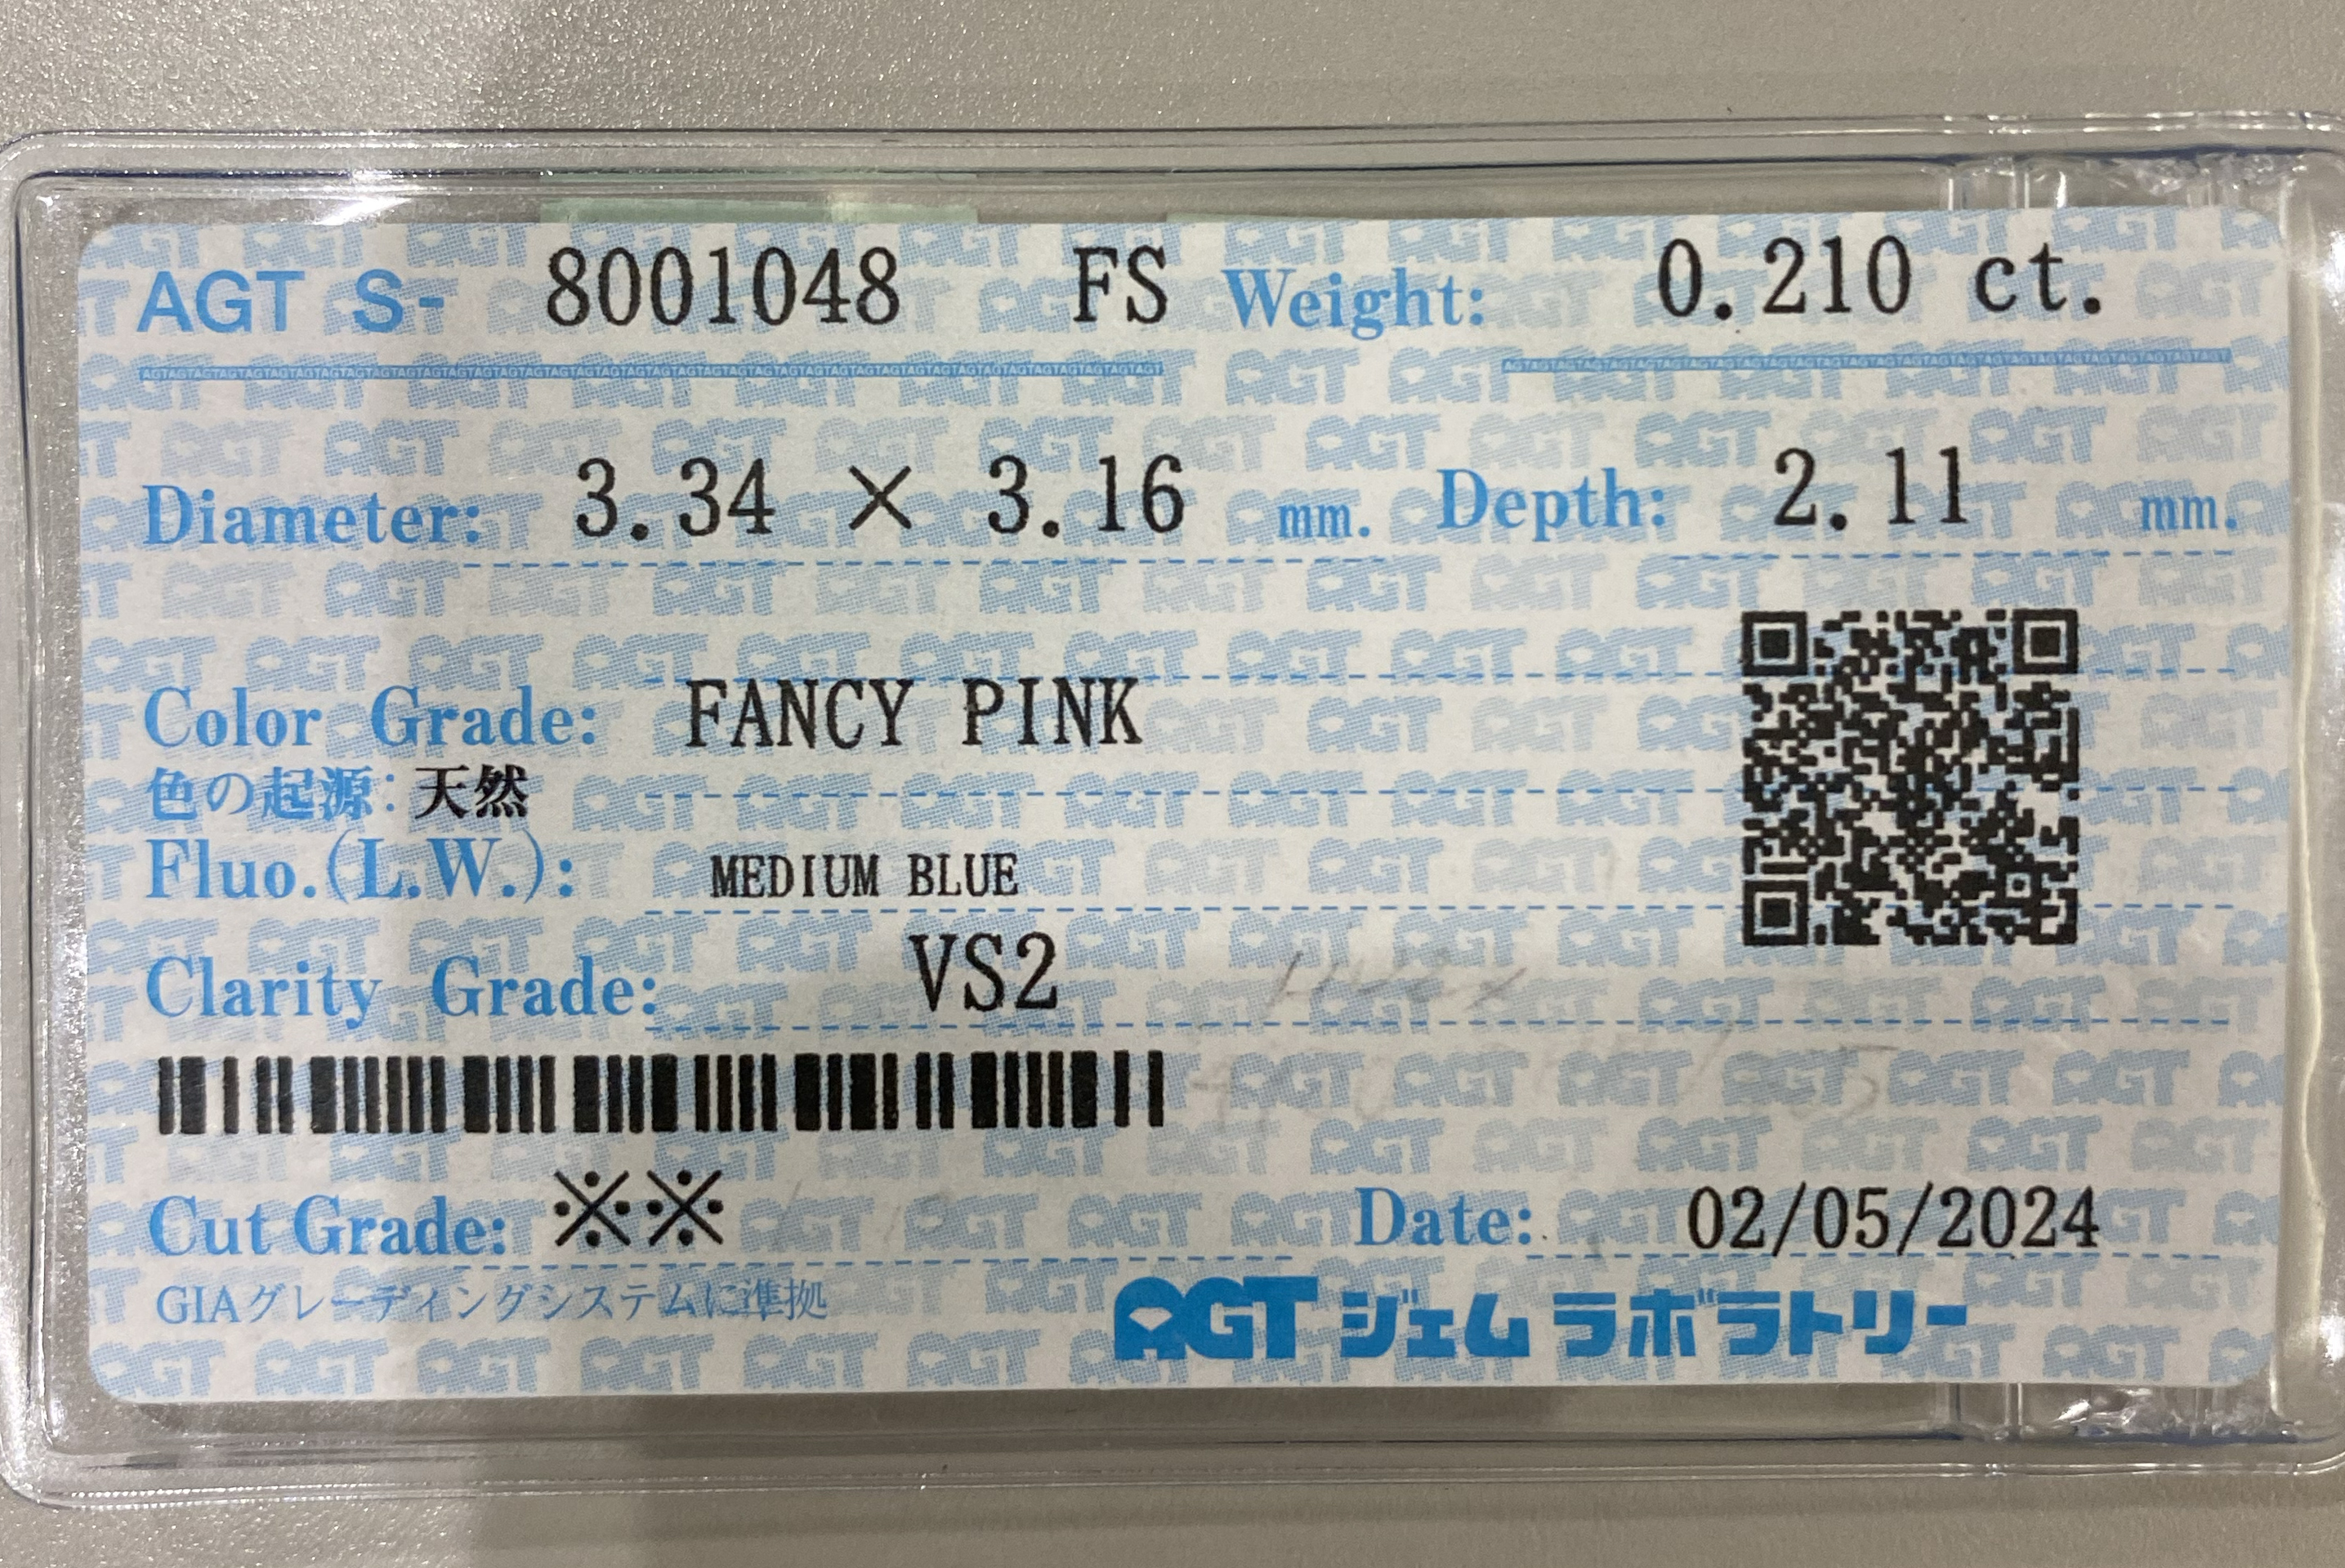 AGT S- 8001048 FS Weight: 0.210 ct.
Diameter: 3.34 × 3.16 mm. Depth: 2.11 mm.
Color Grade: FANCY PINK
色の起源: 天然
Fluo.(L.W.): MEDIUM BLUE
Clarity Grade: VS2
Cut Grade: ※※ Date: 02/05/2024
GIAグレーディングシステムに準拠
AGT ジェム ラボラトリー